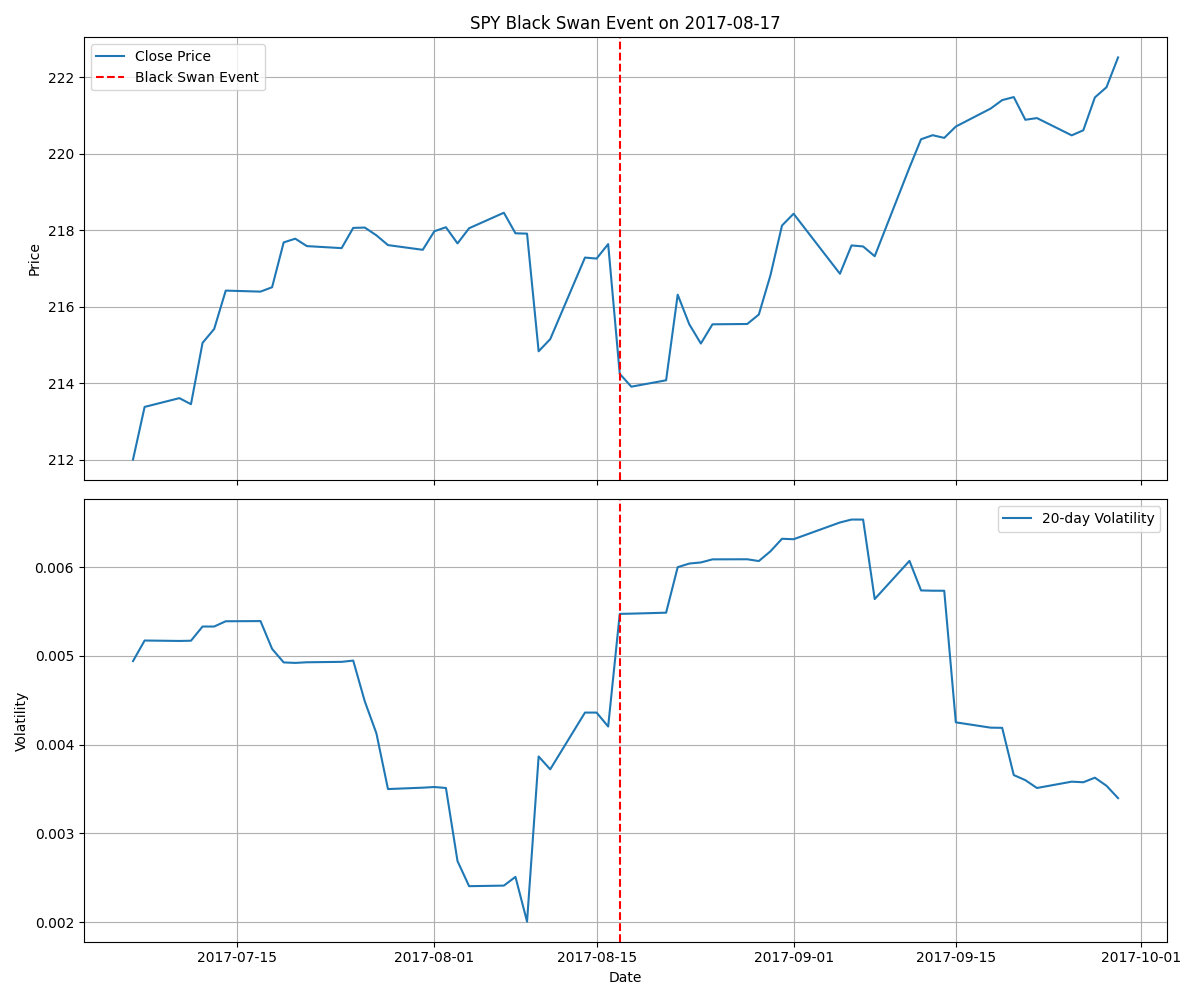 SPY Black Swan Event on 2017-08-17
Close Price
Black Swan Event
222
220
218
216
214
212
Price
20-day Volatility
0.006
0.005
0.004
0.003
0.002
Volatility
2017-07-15
2017-08-01
2017-08-15
2017-09-01
2017-09-15
2017-10-01
Date